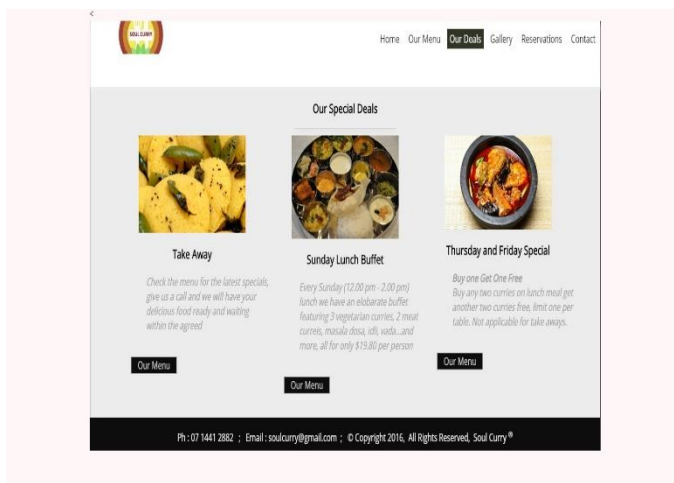 <
SOUL CURRY
Home Our Menu Our Deals Gallery Reservations Contact
Our Special Deals
Take Away
Check the menu for the latest specials,
give us a call and we will have your
delicious food ready and waiting
within the agreed
Our Menu
Sunday Lunch Buffet
Every Sunday (12.00 pm - 2.00 pm)
lunch we have an elobarate buffet
featuring 3 vegetarian curries, 2 meat
curreis, masala dosa, idli, vada...and
more, all for only $19.80 per person
Our Menu
Thursday and Friday Special
Buy one Get One Free
Buy any two curries on lunch meal get
another two curries free, limit one per
table. Not applicable for take aways.
Our Menu
Ph : 07 1441 2882 ; Email : soulcurry@gmail.com ; © Copyright 2016, All Rights Reserved, Soul Curry ®